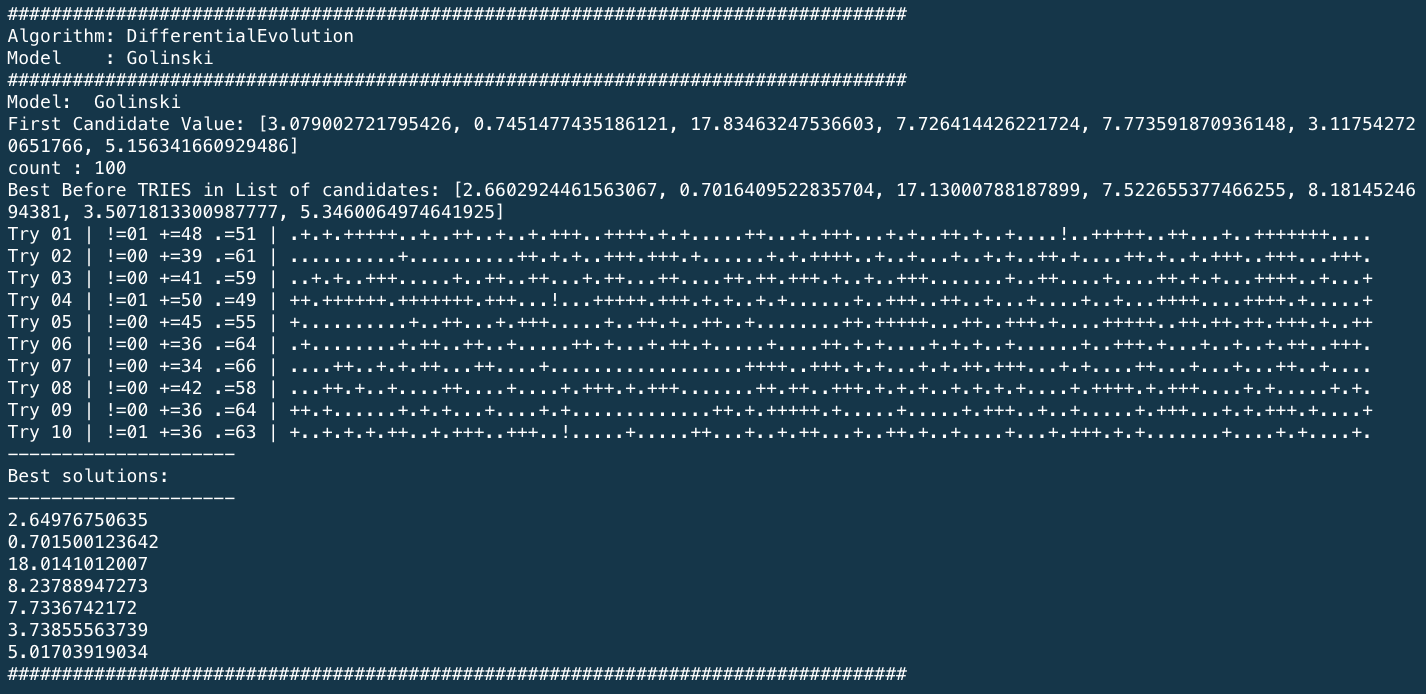 ###################################################################################
Algorithm: DifferentialEvolution
Model    : Golinski
###################################################################################
Model:  Golinski
First Candidate Value: [3.079002721795426, 0.7451477435186121, 17.83463247536603, 7.726414426221724, 7.773591870936148, 3.11754272
0651766, 5.156341660929486]
count : 100
Best Before TRIES in List of candidates: [2.6602924461563067, 0.7016409522835704, 17.13000788187899, 7.522655377466255, 8.18145246
94381, 3.5071813300987777, 5.3460064974641925]
Try 01 | !=01 +=48 .=51 | .+.+.+++++..+..++..+..+.+++..++++.+.+.....++...+.+++...+.+..++.+..+....!..+++++..++...+..+++++++....
Try 02 | !=00 +=39 .=61 | ..........+..........++.+.+..+++.+++.+......+.+.++++..+..+...+..+.+..++.+....++.+..+.+++..+++...+++.
Try 03 | !=00 +=41 .=59 | ..+.+..+++.....+..++..++...+.++...++...++.++.+++.+..+..+++.......+..++....+....++.+.+...++++..+...+
Try 04 | !=01 +=50 .=49 | ++.++++++.+++++++.+++...!...+++++.+++.+.+..+.+......+..+++..++..+...+....+..+...++++....++++.+.....+
Try 05 | !=00 +=45 .=55 | +..........+..++...+.+++.....+..++.+..++..+........++.+++++...++..+++.+....+++++..++.++.++.+++.+..++
Try 06 | !=00 +=36 .=64 | .+........+.++..++..+.....++.+...+.++.+.....+....++.+.+....+.+.+..+......+..+++.+...+..+..+.++..+++.
Try 07 | !=00 +=34 .=66 | ....++..+.+.++...++....+..................++++..+++.+.+...+.+.++.+++....+.+....++...+...++...++..+....
Try 08 | !=00 +=42 .=58 | ...++.+..+....++....+....+.+++.+.+++.......++.++..+++.+.+.+..+.+.+.+.+....+.++++.+.+++....+.+.....+.+.
Try 09 | !=00 +=36 .=64 | ++.+......+.+.+...+....+.+.............++.+.+++++.+.....+.....+.+++..+..+.....+.+++...+.+.+++.+....+
Try 10 | !=01 +=36 .=63 | +..+.+.+.++..+.+++..+++..!.....+.....++...+..+.++...+..++.+..+....+...+.+++.+.+.......+....+.+....+.
---------------------
Best solutions:
---------------------
2.64976750635
0.701500123642
18.0141012007
8.23788947273
7.7336742172
3.73855563739
5.01703919034
###################################################################################